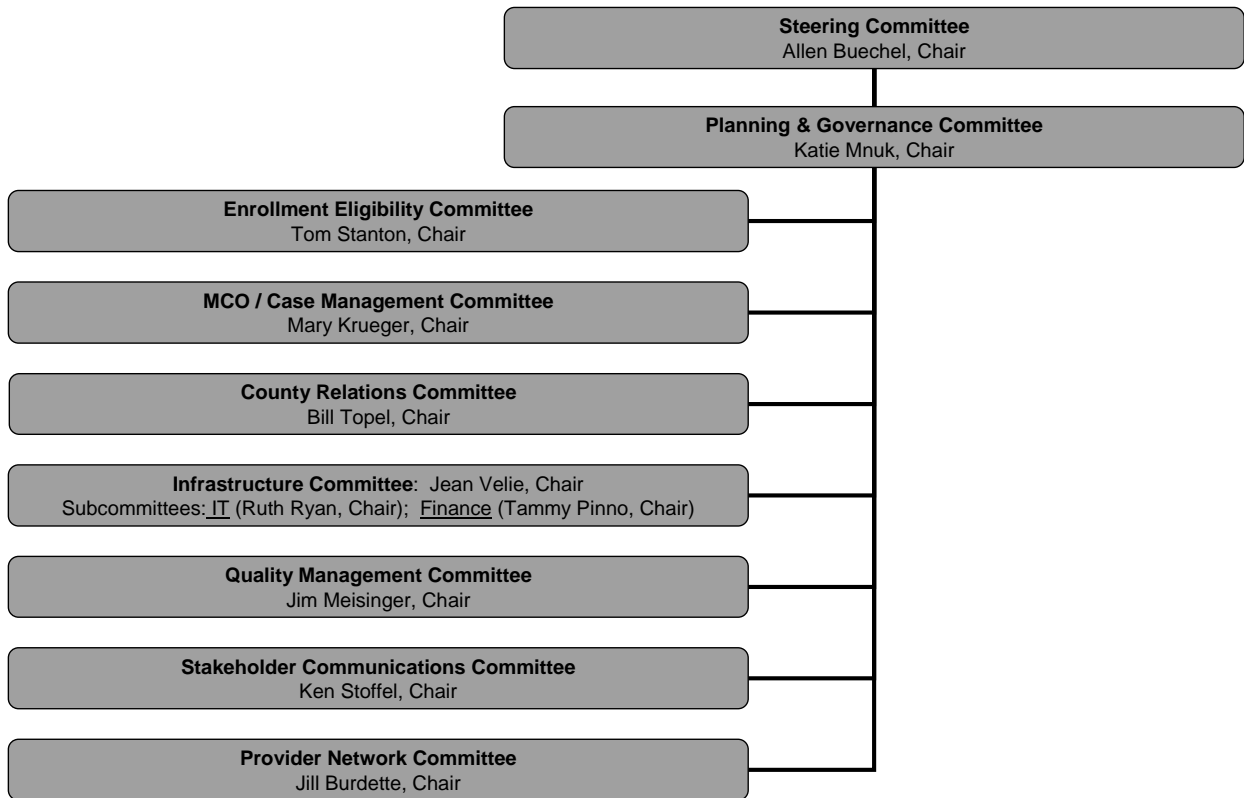 Steering Committee
Allen Buechel, Chair
Planning & Governance Committee
Katie Mnuk, Chair
Enrollment Eligibility Committee
Tom Stanton, Chair
MCO / Case Management Committee
Mary Krueger, Chair
County Relations Committee
Bill Topel, Chair
Infrastructure Committee: Jean Velie, Chair
Subcommittees: IT (Ruth Ryan, Chair); Finance (Tammy Pinno, Chair)
Quality Management Committee
Jim Meisinger, Chair
Stakeholder Communications Committee
Ken Stoffel, Chair
Provider Network Committee
Jill Burdette, Chair